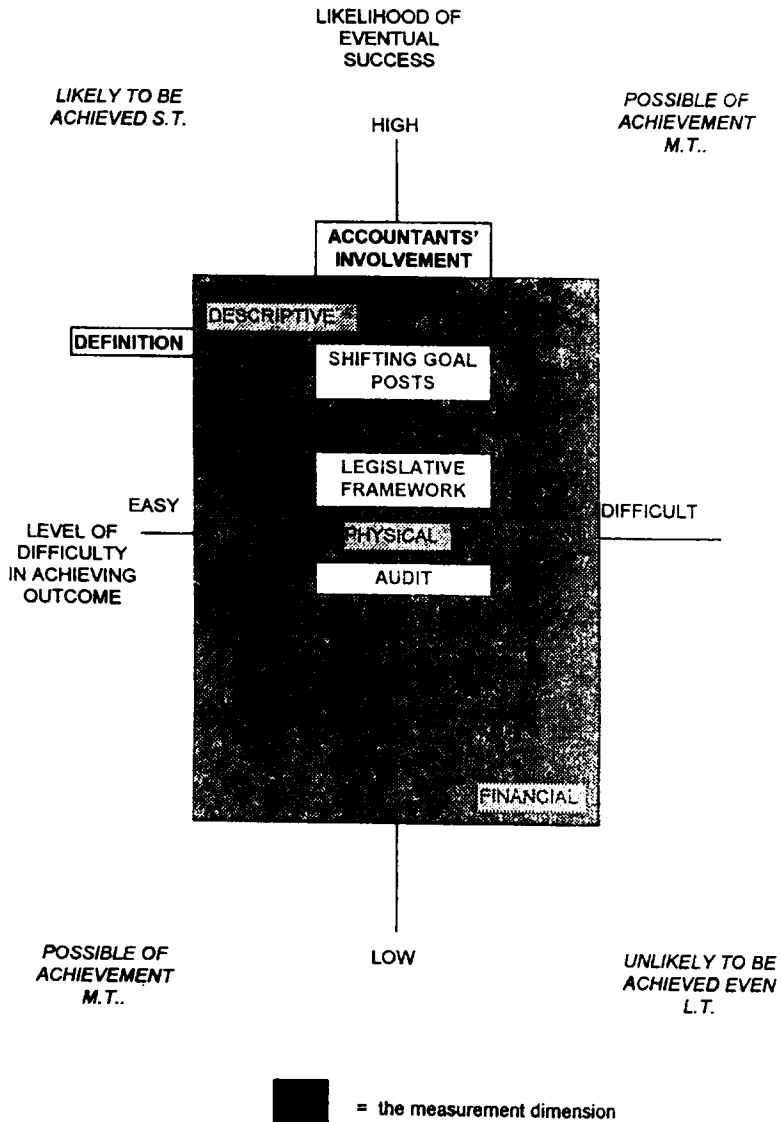 LIKELIHOOD OF
EVENTUAL
SUCCESS
LIKELY TO BE
ACHIEVED S.T.
HIGH
POSSIBLE OF
ACHIEVEMENT
M.T..
ACCOUNTANTS'
INVOLVEMENT
DESCRIPTIVE
DEFINITION
SHIFTING GOAL
POSTS
LEGISLATIVE
FRAMEWORK
EASY
DIFFICULT
LEVEL OF
DIFFICULTY
IN ACHIEVING
OUTCOME
PHYSICAL
AUDIT
FINANCIAL
POSSIBLE OF
ACHIEVEMENT
M.T..
LOW
UNLIKELY TO BE
ACHIEVED EVEN
L.T.
= the measurement dimension